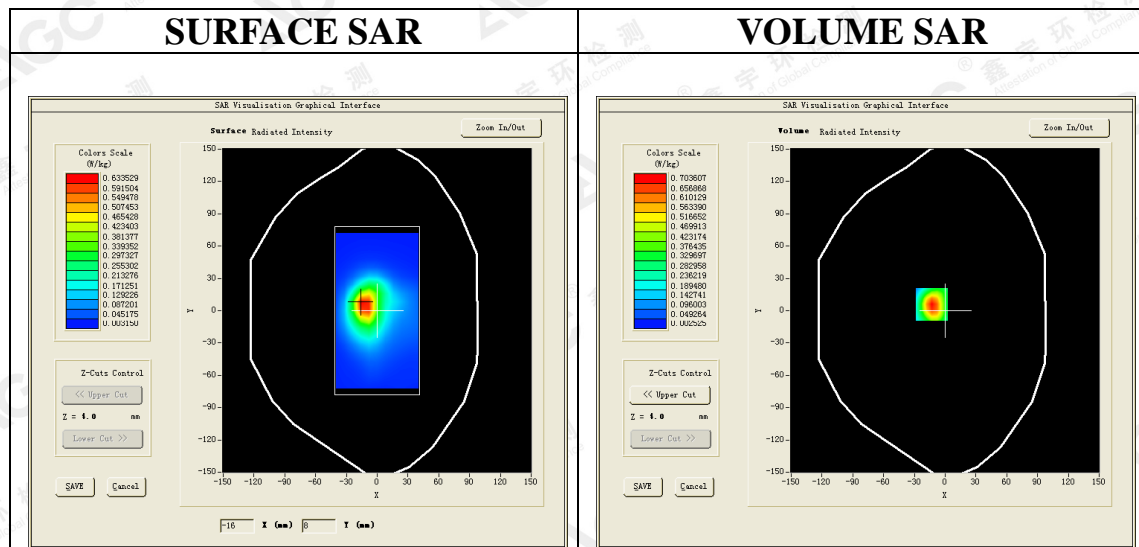 SURFACE SAR
VOLUME SAR
SAR Visualisation Graphical Interface
Surface Radiated Intensity
Zoom In/Out
Colors Scale
(W/kg)
0.633529
0.591504
0.549478
0.507453
0.465428
0.423403
0.381377
0.339352
0.297327
0.255302
0.213276
0.171251
0.129226
0.087201
0.045175
0.003150
150
120
90
60
30
0
-30
-60
-90
-120
-150
Y
-150 -120 -90 -60 -30 0 30 60 90 120 150
X
Z-Cuts Control
<< Upper Cut
Z = 4.0 mm
Lower Cut >>
SAVE Cancel
-16 X (mm) 8 Y (mm)
SAR Visualisation Graphical Interface
Volume Radiated Intensity
Zoom In/Out
Colors Scale
(W/kg)
0.703607
0.656868
0.610129
0.563390
0.516652
0.469913
0.423174
0.376435
0.329697
0.282958
0.236219
0.189480
0.142741
0.096003
0.049264
0.002525
150
120
90
60
30
0
-30
-60
-90
-120
-150
Y
-150 -120 -90 -60 -30 0 30 60 90 120 150
X
Z-Cuts Control
<< Upper Cut
Z = 4.0 mm
Lower Cut >>
SAVE Cancel